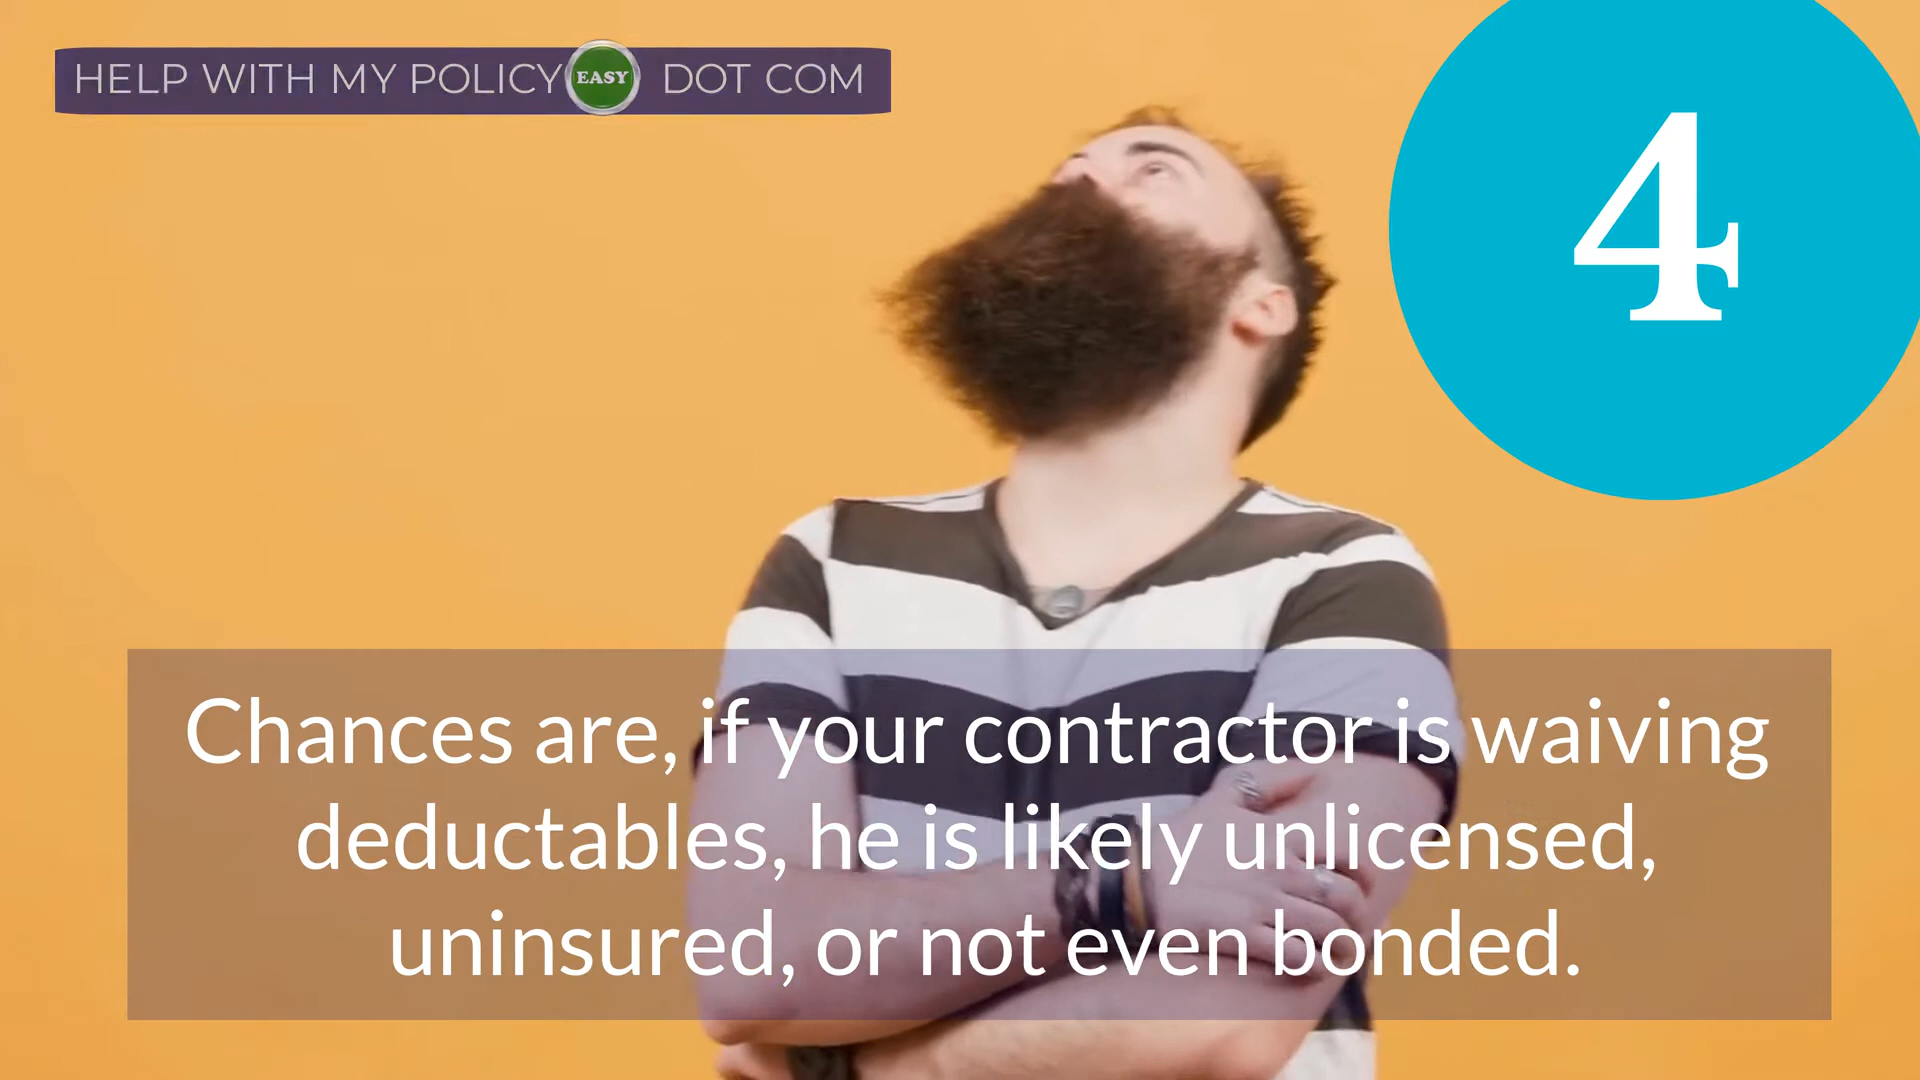 HELP WITH MY POLICY EASY DOT COM
4
Chances are, if your contractor is waiving
deductables, he is likely unlicensed,
uninsured, or not even bonded.